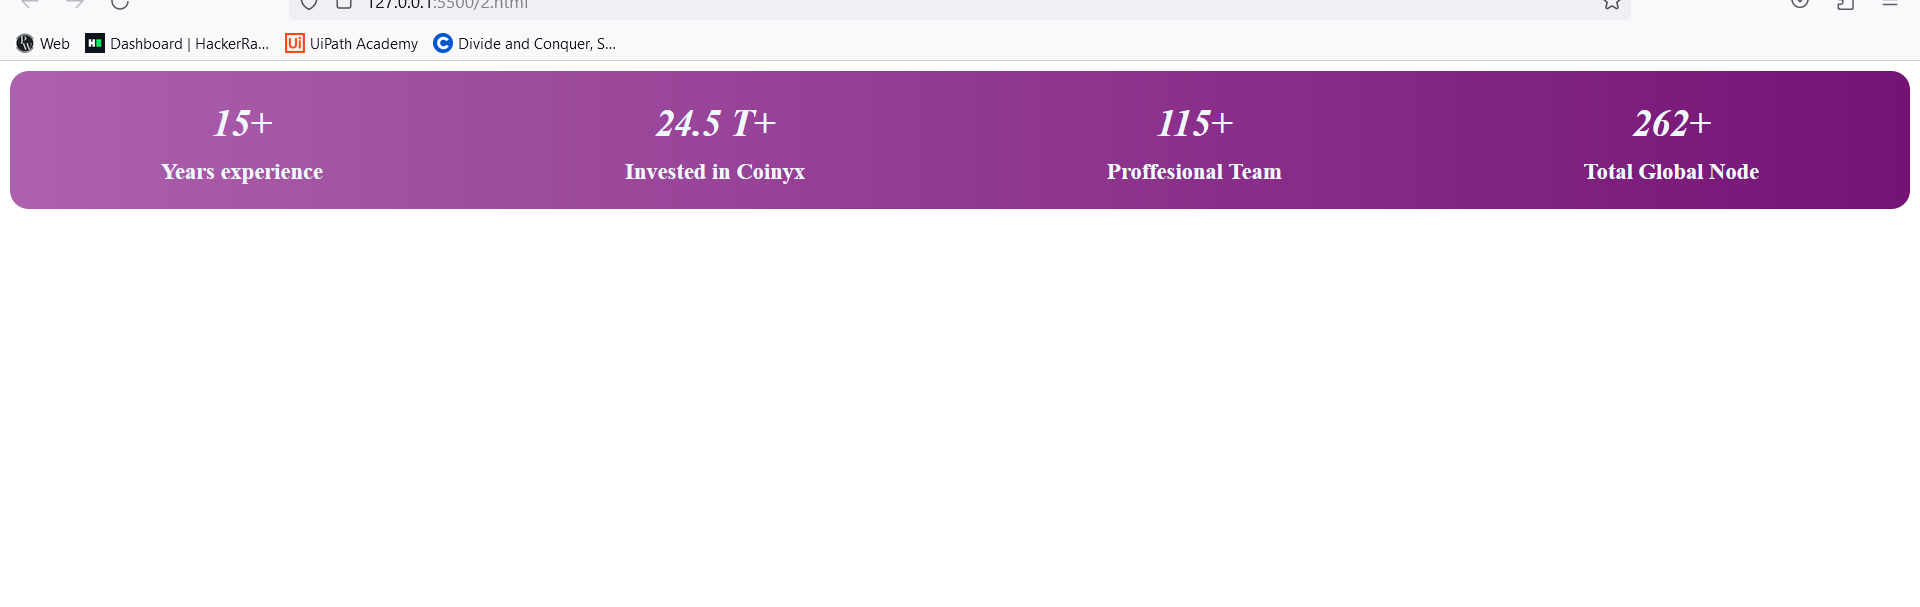 127.0.0.1:5500/2.html
Web Dashboard | HackerRa... UiPath Academy Divide and Conquer, S...
15+ 24.5 T+ 115+ 262+
Years experience Invested in Coinyx Proffesional Team Total Global Node